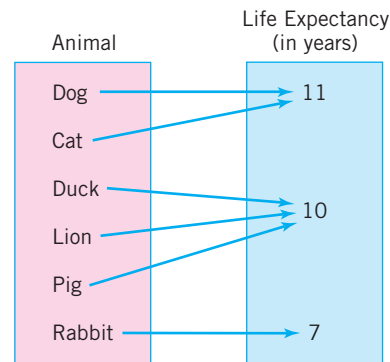 Life Expectancy
Animal (in years)
Dog 11
Cat
Duck
10
Lion
Pig
Rabbit 7